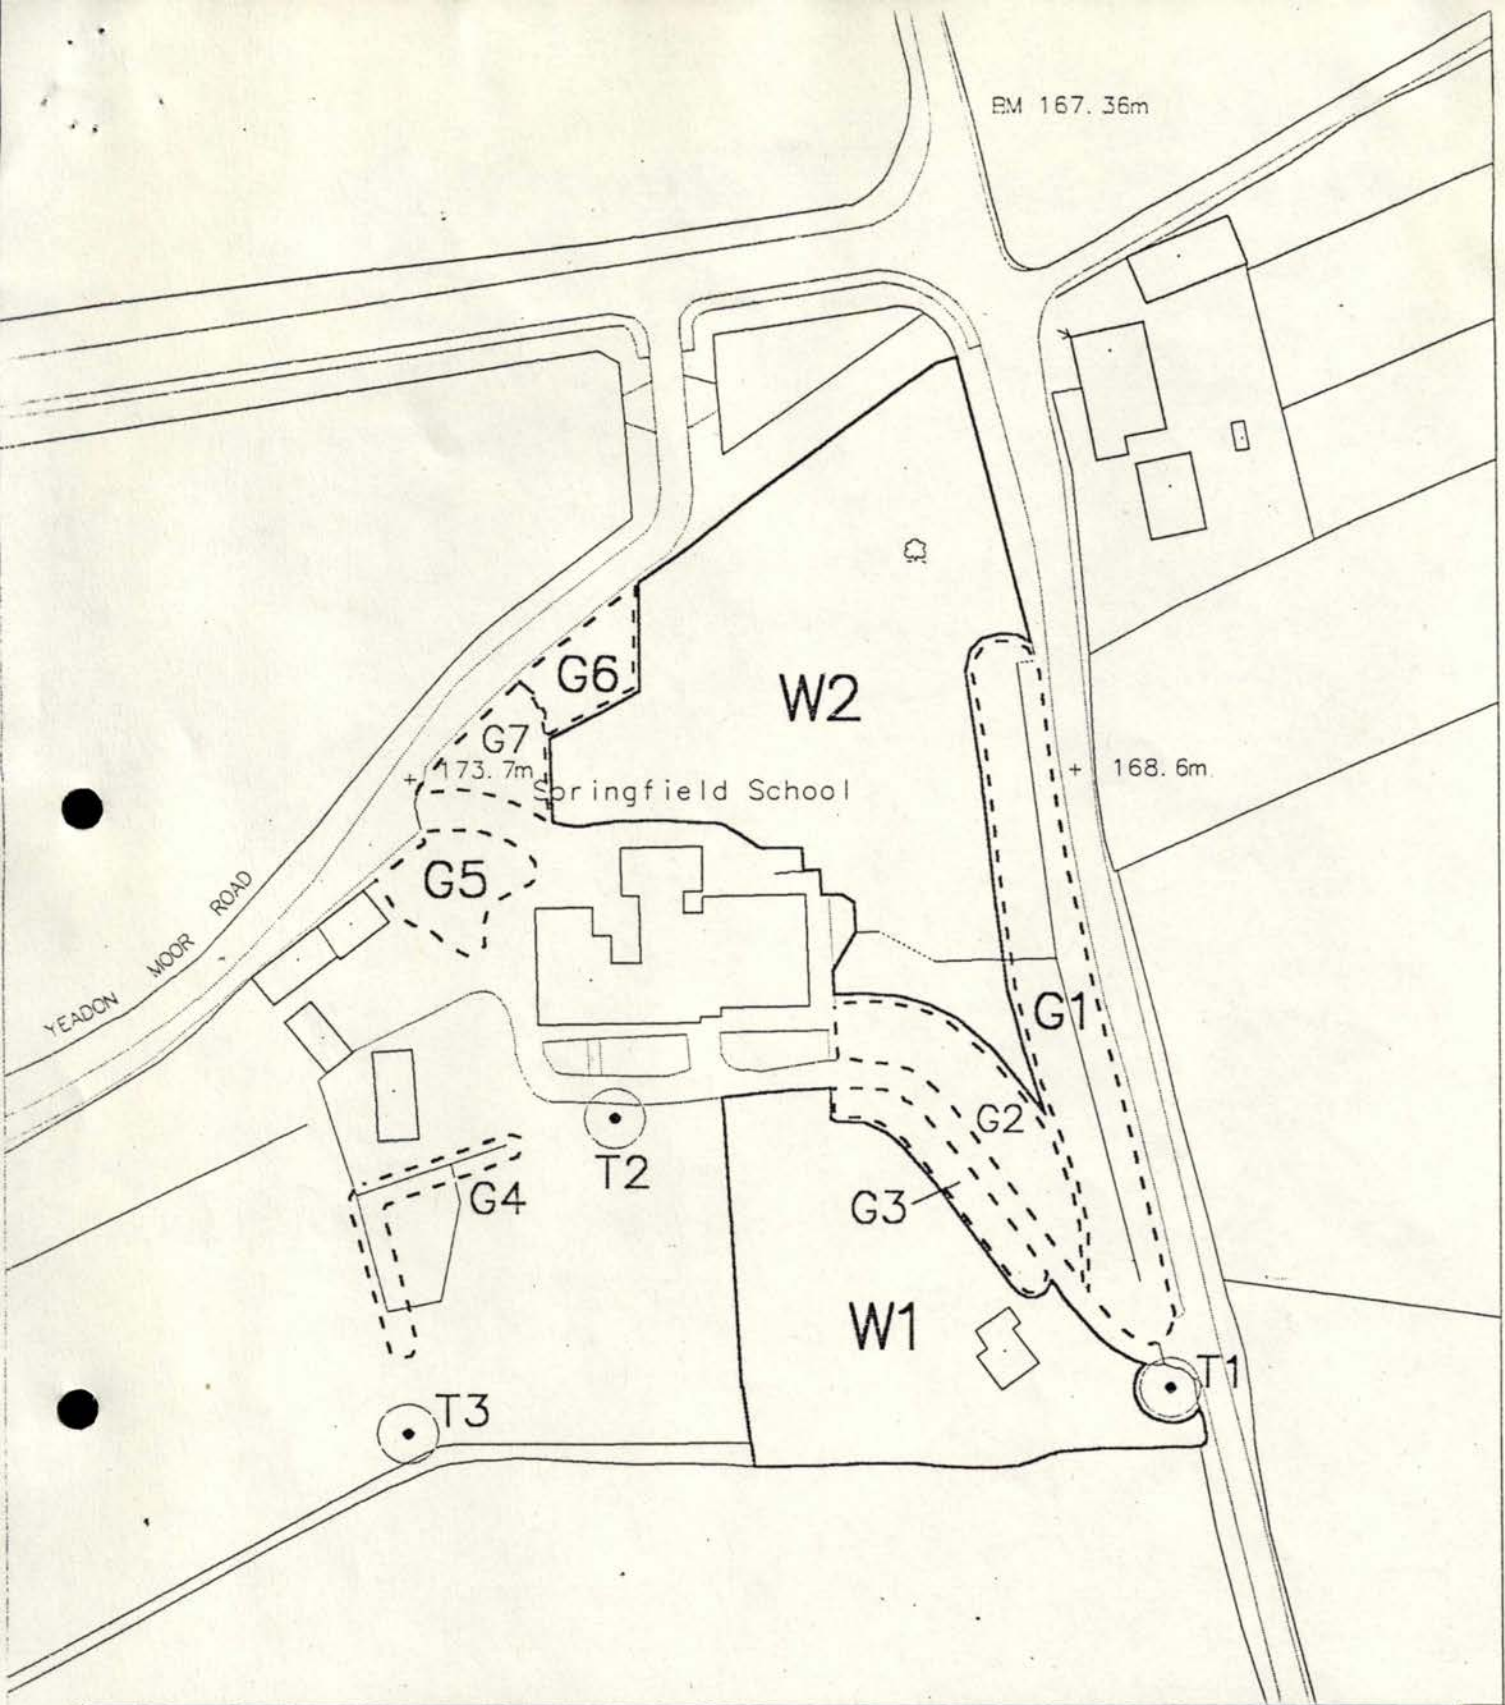 BM 167.36m
W2
G6
G7
173.7m
168.6m
Springfield School
G5
YEADON MOOR ROAD
G1
G2
T2
G4
G3
W1
T1
T3